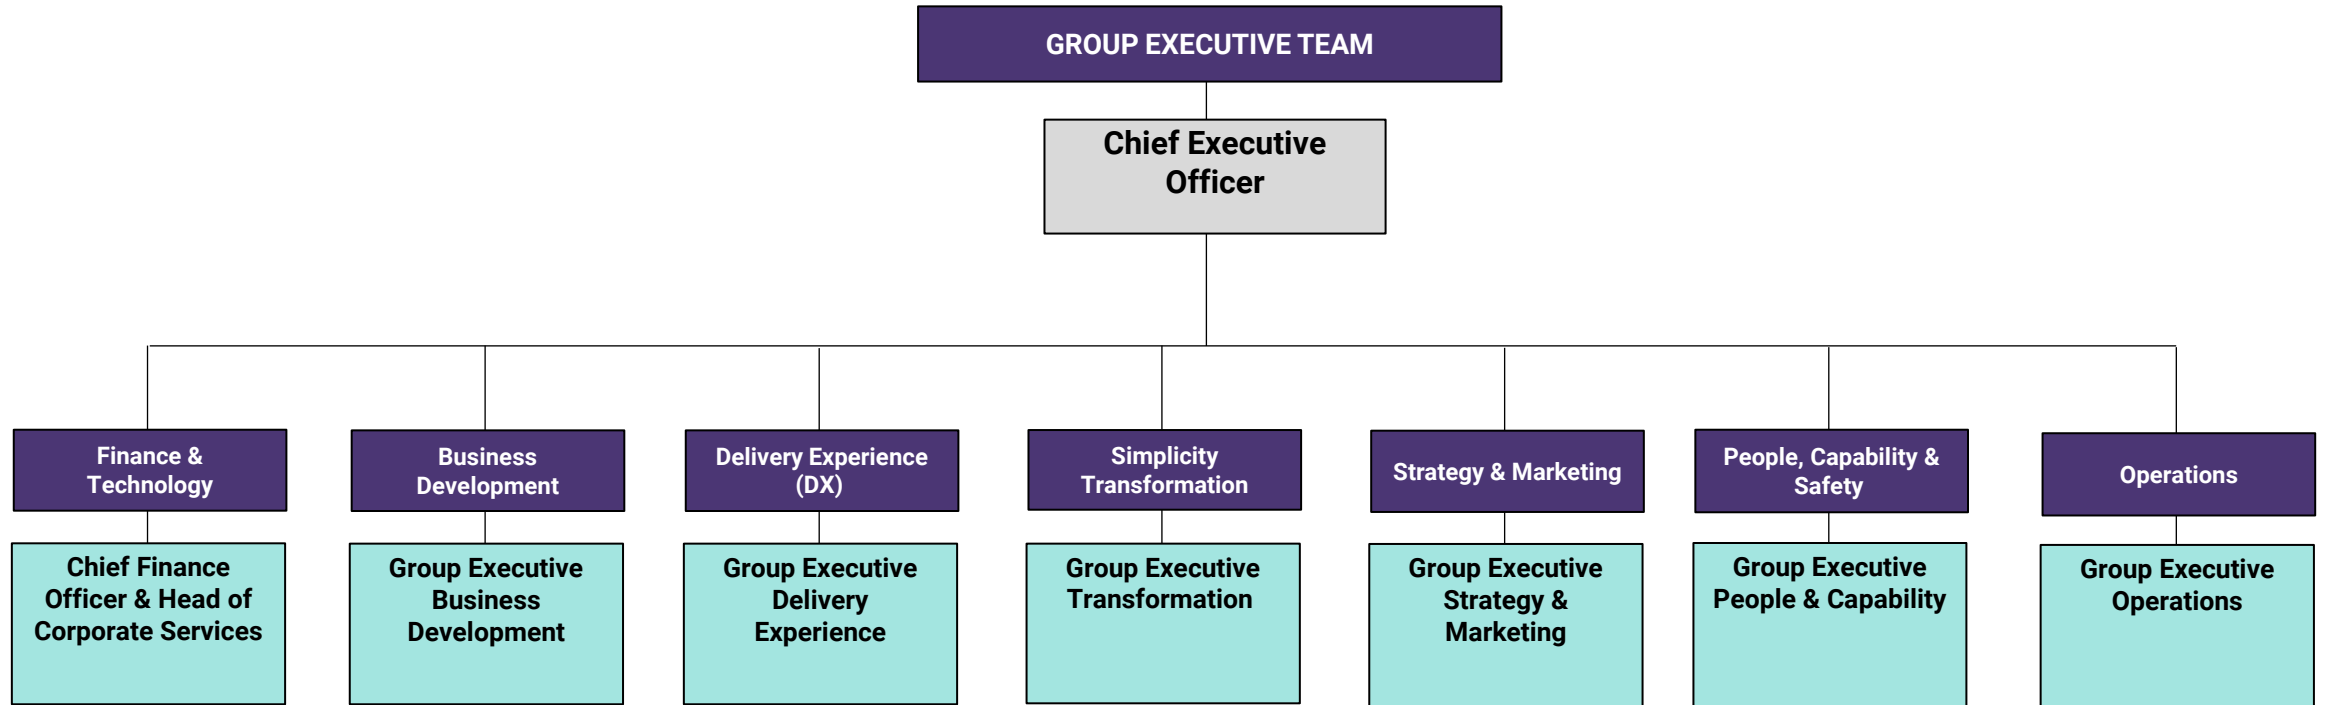 GROUP EXECUTIVE TEAM
Chief Executive
Officer
Finance &
Technology
Business
Development
Delivery Experience
(DX)
Simplicity
Transformation
Strategy & Marketing
People, Capability &
Safety
Operations
Chief Finance
Officer & Head of
Corporate Services
Group Executive
Business
Development
Group Executive
Delivery
Experience
Group Executive
Transformation
Group Executive
Strategy &
Marketing
Group Executive
People & Capability
Group Executive
Operations